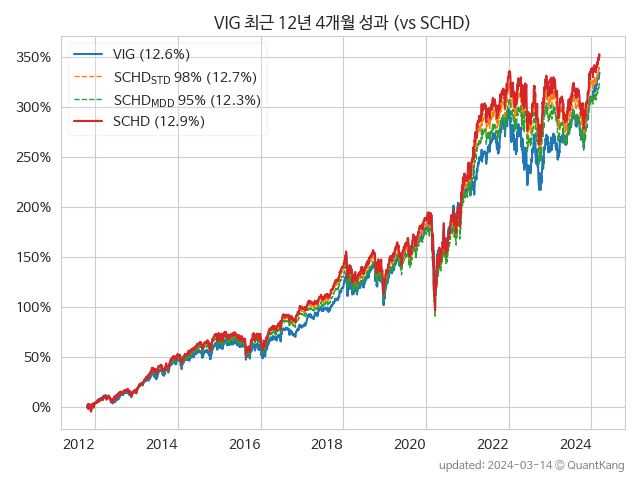 VIG 최근 12년 4개월 성과 (vs SCHD)
350%
300%
250%
200%
150%
100%
50%
0%
VIG (12.6%)
SCHD_STD 98% (12.7%)
SCHD_MDD 95% (12.3%)
SCHD (12.9%)
2012 2014 2016 2018 2020 2022 2024
updated: 2024-03-14 © QuantKang